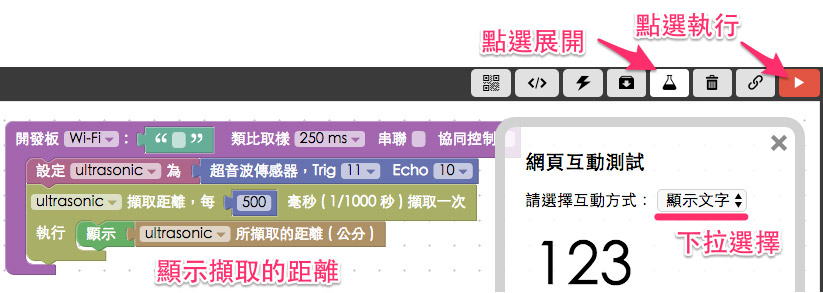 點選展開
點選執行
開發板 Wi-Fi ： “ ” 類比取樣 250 ms 串聯 協同控制
設定 ultrasonic 為 超音波傳感器，Trig 11 Echo 10
ultrasonic 擷取距離，每 500 毫秒 ( 1/1000 秒 ) 擷取一次
執行 顯示 ultrasonic 所擷取的距離 ( 公分 )
顯示擷取的距離
網頁互動測試
請選擇互動方式： 顯示文字
下拉選擇
123